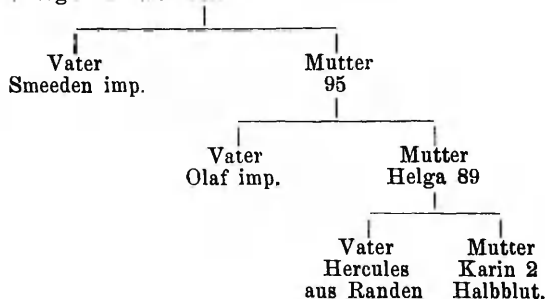 Vater Mutter
Smeeden imp. 95
Vater Mutter
Olaf imp. Helga 89
Vater Mutter
Hercules Karin 2
aus Randen Halbblut.